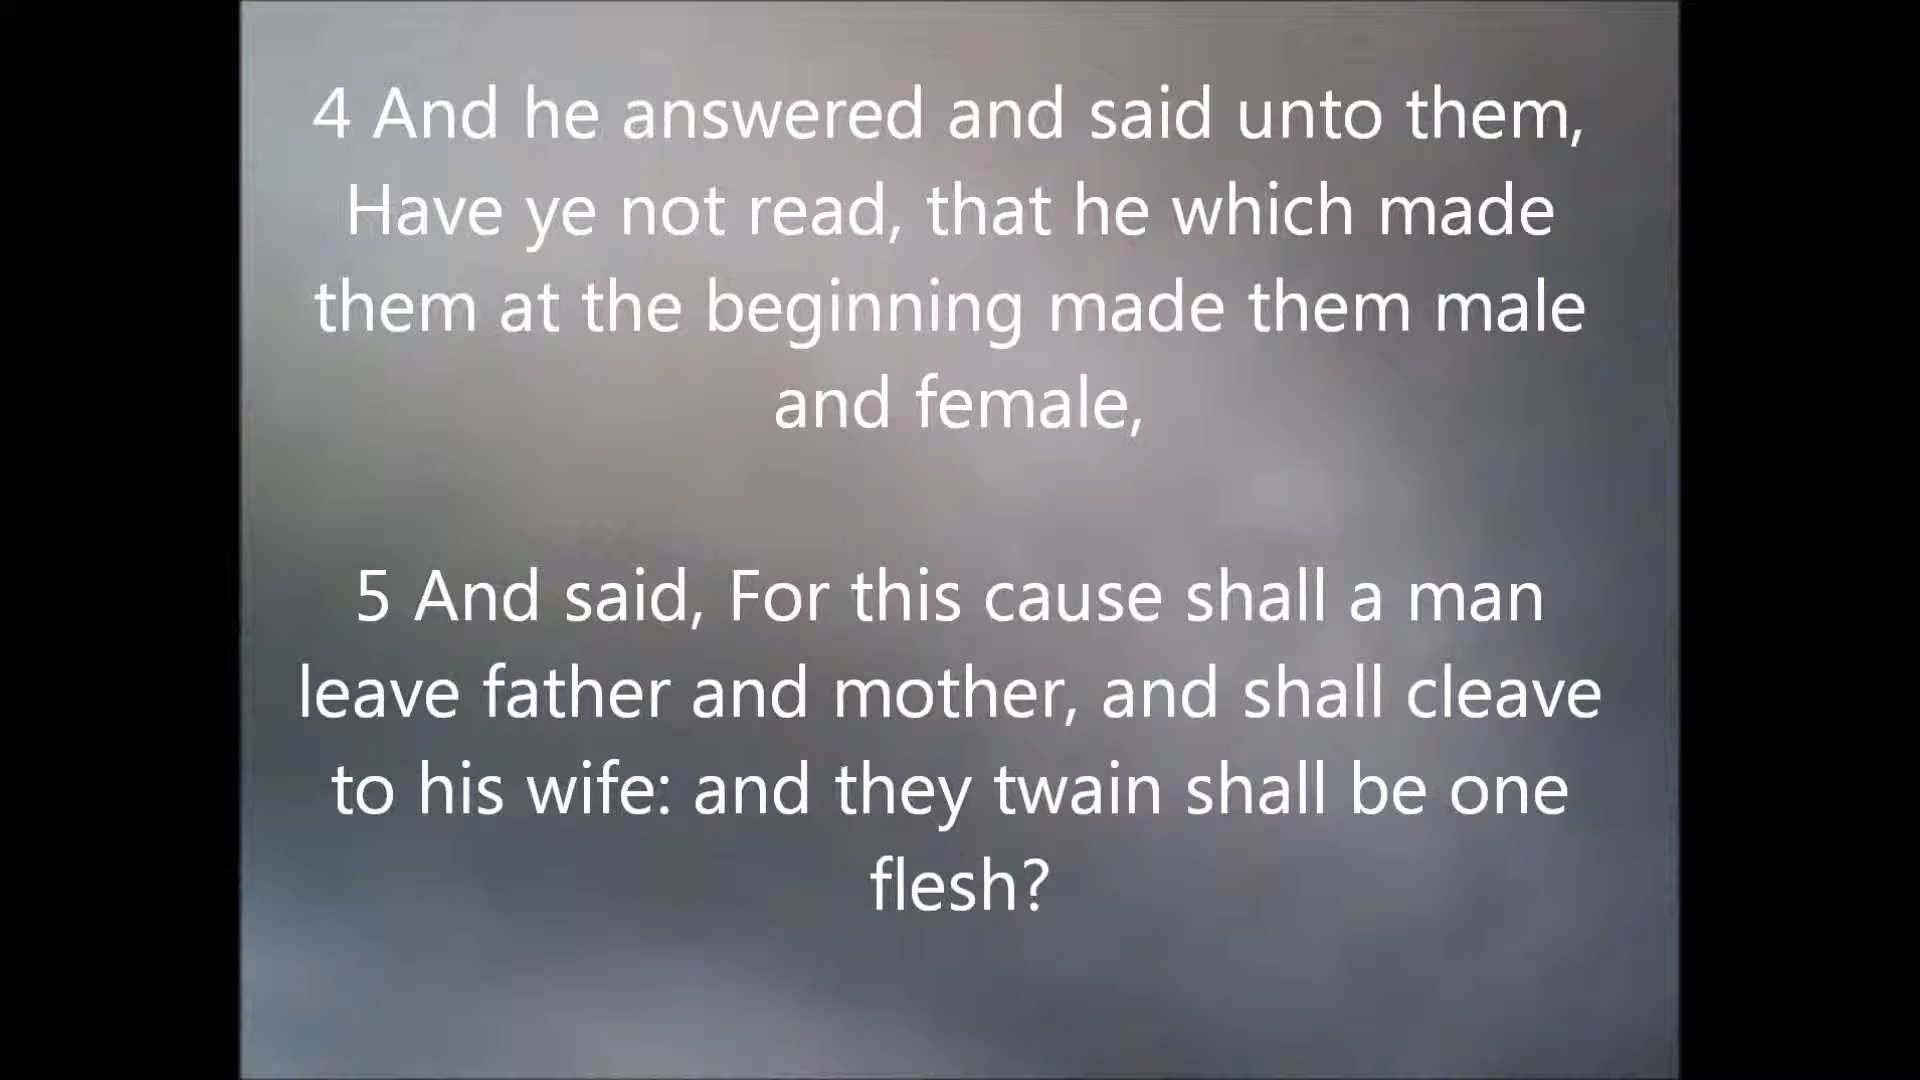 4 And he answered and said unto them,
Have ye not read, that he which made
them at the beginning made them male
and female,
5 And said, For this cause shall a man
leave father and mother, and shall cleave
to his wife: and they twain shall be one
flesh?